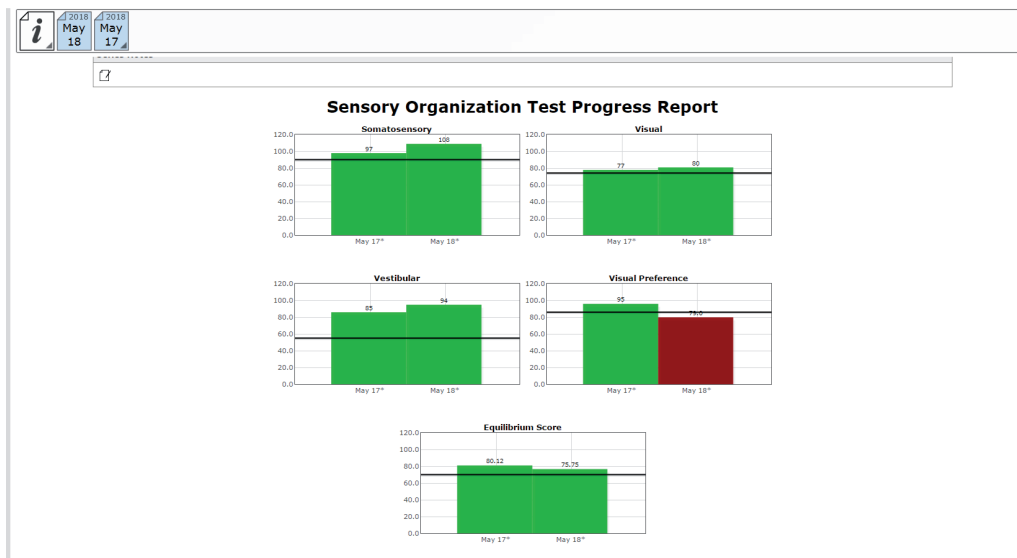 2018
May
18
2018
May
17
Sensory Organization Test Progress Report
Somatosensory
120.0
100.0
80.0
60.0
40.0
20.0
0.0
97
108
May 17*
May 18*
Visual
120.0
100.0
80.0
60.0
40.0
20.0
0.0
77
80
May 17*
May 18*
Vestibular
120.0
100.0
80.0
60.0
40.0
20.0
0.0
85
94
May 17*
May 18*
Visual Preference
120.0
100.0
80.0
60.0
40.0
20.0
0.0
95
79.0
May 17*
May 18*
Equilibrium Score
120.0
100.0
80.0
60.0
40.0
20.0
0.0
80.12
75.75
May 17*
May 18*